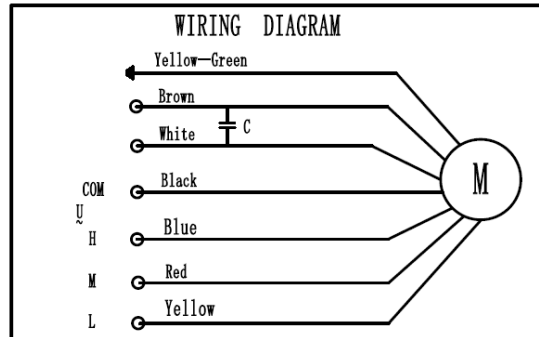 WIRING DIAGRAM
Yellow—Green
Brown
C
White
COM Black
U
~
H Blue
M Red
L Yellow
M